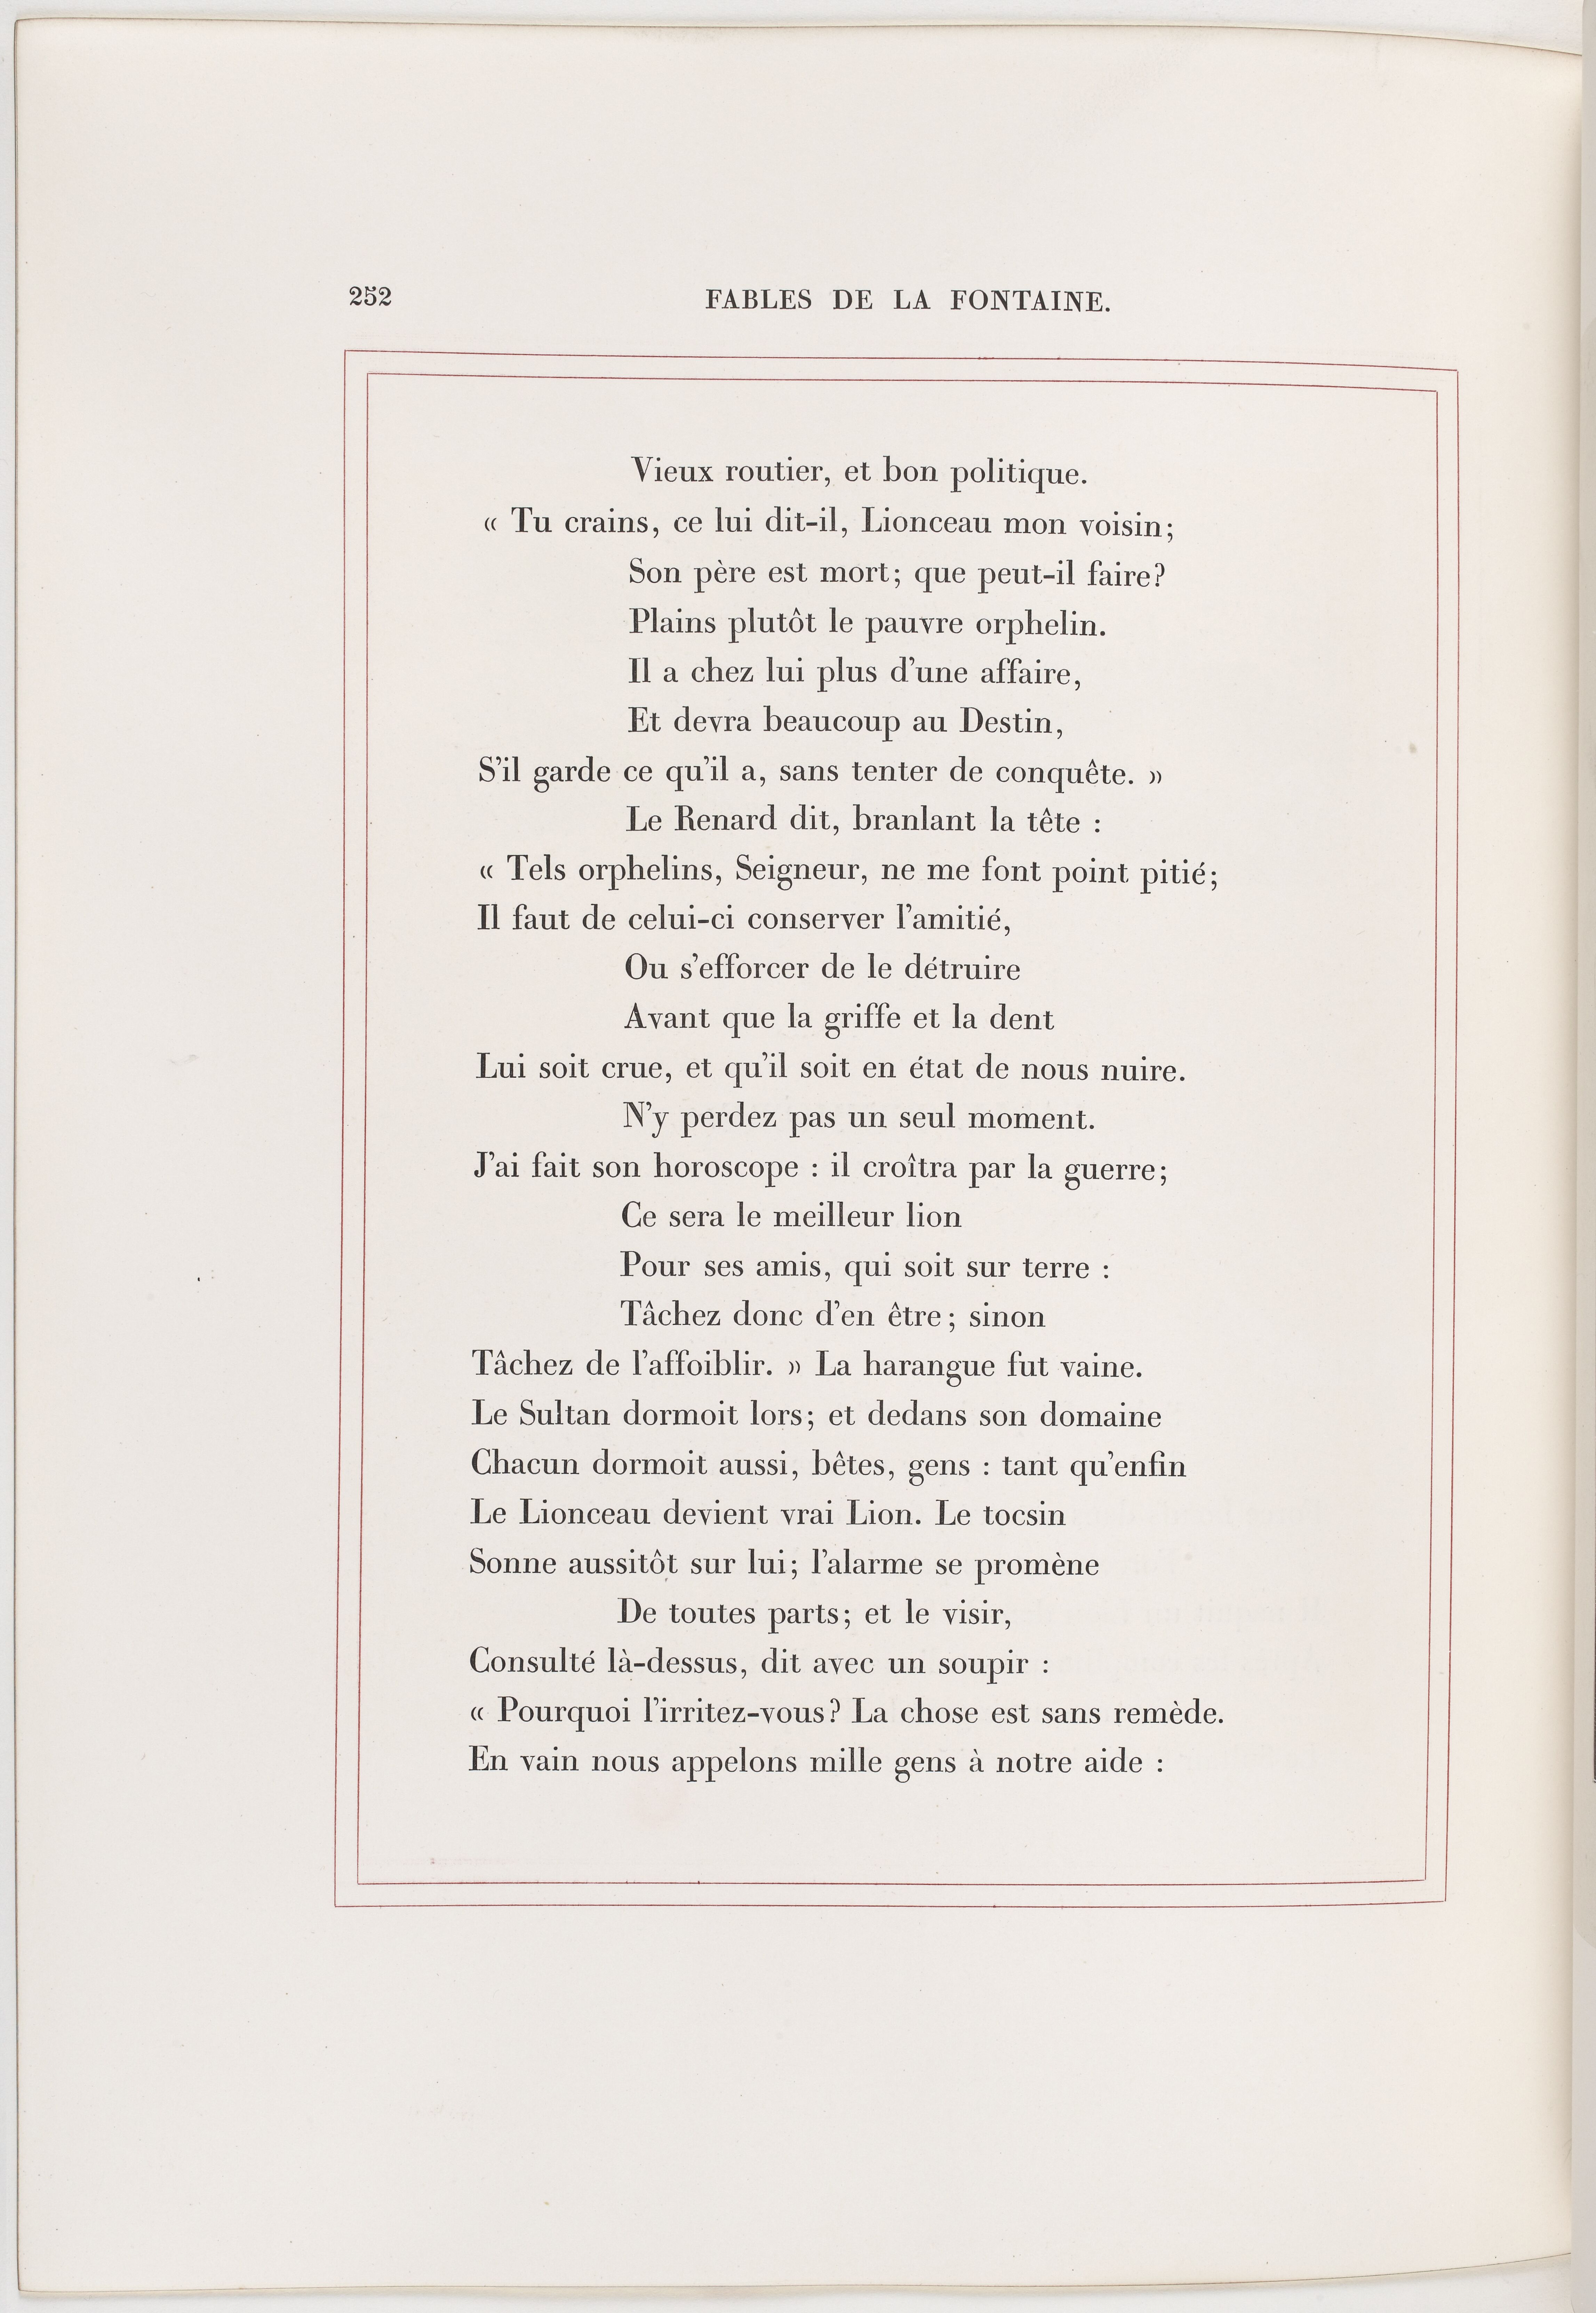 252
FABLES DE LA FONTAINE.
Vieux routier, et bon politique.
« Tu crains, ce lui dit-il, Lionceau mon voisin;
Son père est mort; que peut-il faire?
Plains plutôt le pauvre orphelin.
Il a chez lui plus d'une affaire,
Et devra beaucoup au Destin,
S'il garde ce qu'il a, sans tenter de conquête. »
Le Renard dit, branlant la tête :
« Tels orphelins, Seigneur, ne me font point pitié;
Il faut de celui-ci conserver l'amitié,
Ou s'efforcer de le détruire
Avant que la griffe et la dent
Lui soit crue, et qu'il soit en état de nous nuire.
N'y perdez pas un seul moment.
J'ai fait son horoscope : il croîtra par la guerre;
Ce sera le meilleur lion
Pour ses amis, qui soit sur terre :
Tâchez donc d'en être; sinon
Tâchez de l'affoiblir. » La harangue fut vaine.
Le Sultan dormoit lors; et dedans son domaine
Chacun dormoit aussi, bêtes, gens : tant qu'enfin
Le Lionceau devient vrai Lion. Le tocsin
Sonne aussitôt sur lui; l'alarme se promène
De toutes parts; et le visir,
Consulté là-dessus, dit avec un soupir :
« Pourquoi l'irritez-vous? La chose est sans remède.
En vain nous appelons mille gens à notre aide :